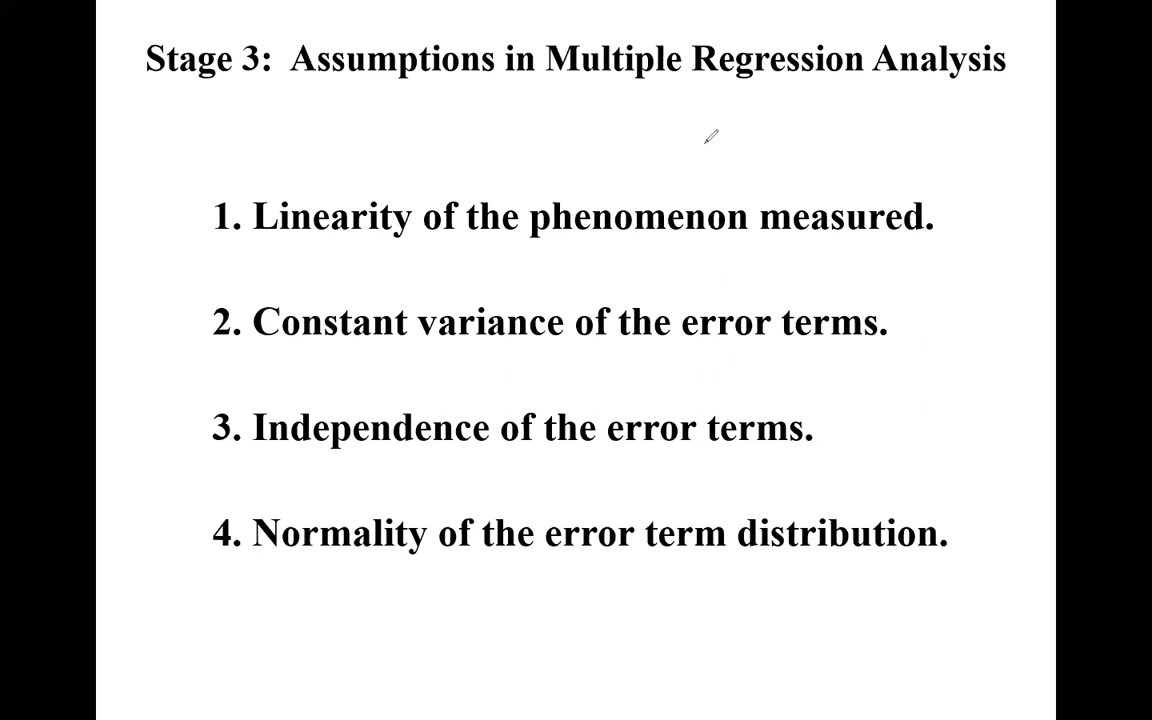 Stage 3: Assumptions in Multiple Regression Analysis
1. Linearity of the phenomenon measured.
2. Constant variance of the error terms.
3. Independence of the error terms.
4. Normality of the error term distribution.